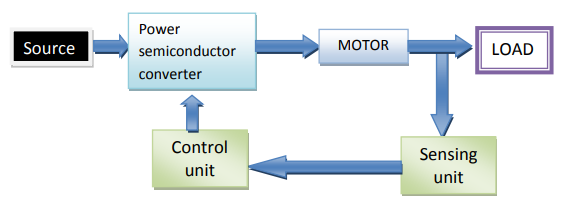 Source
Power
semiconductor
converter
MOTOR
LOAD
Control
unit
Sensing
unit